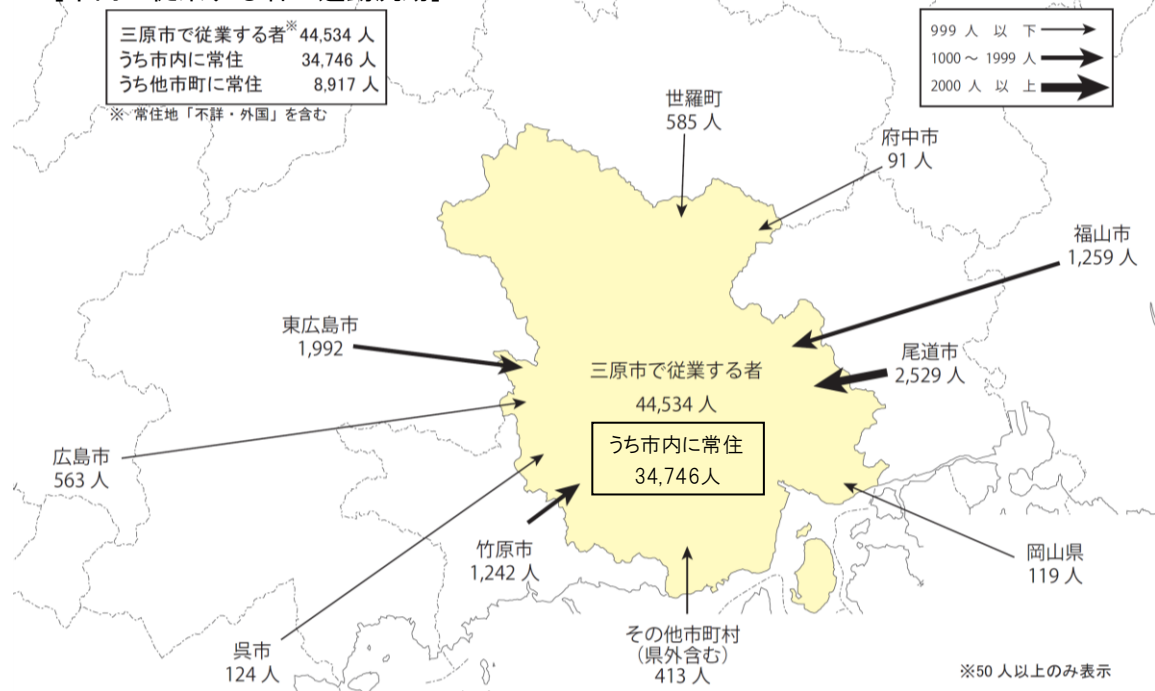 三原市で従業する者※ 44,534 人
うち市内に常住 34,746 人
うち他市町に常住 8,917 人
※ 常住地「不詳・外国」を含む
999 人 以 下
1000 ～ 1999 人
2000 人 以 上
世羅町
585 人
府中市
91 人
福山市
1,259 人
東広島市
1,992
尾道市
2,529 人
三原市で従業する者
44,534 人
うち市内に常住
34,746人
広島市
563 人
竹原市
1,242 人
岡山県
119 人
呉市
124 人
その他市町村
（県外含む）
413 人
※50 人以上のみ表示